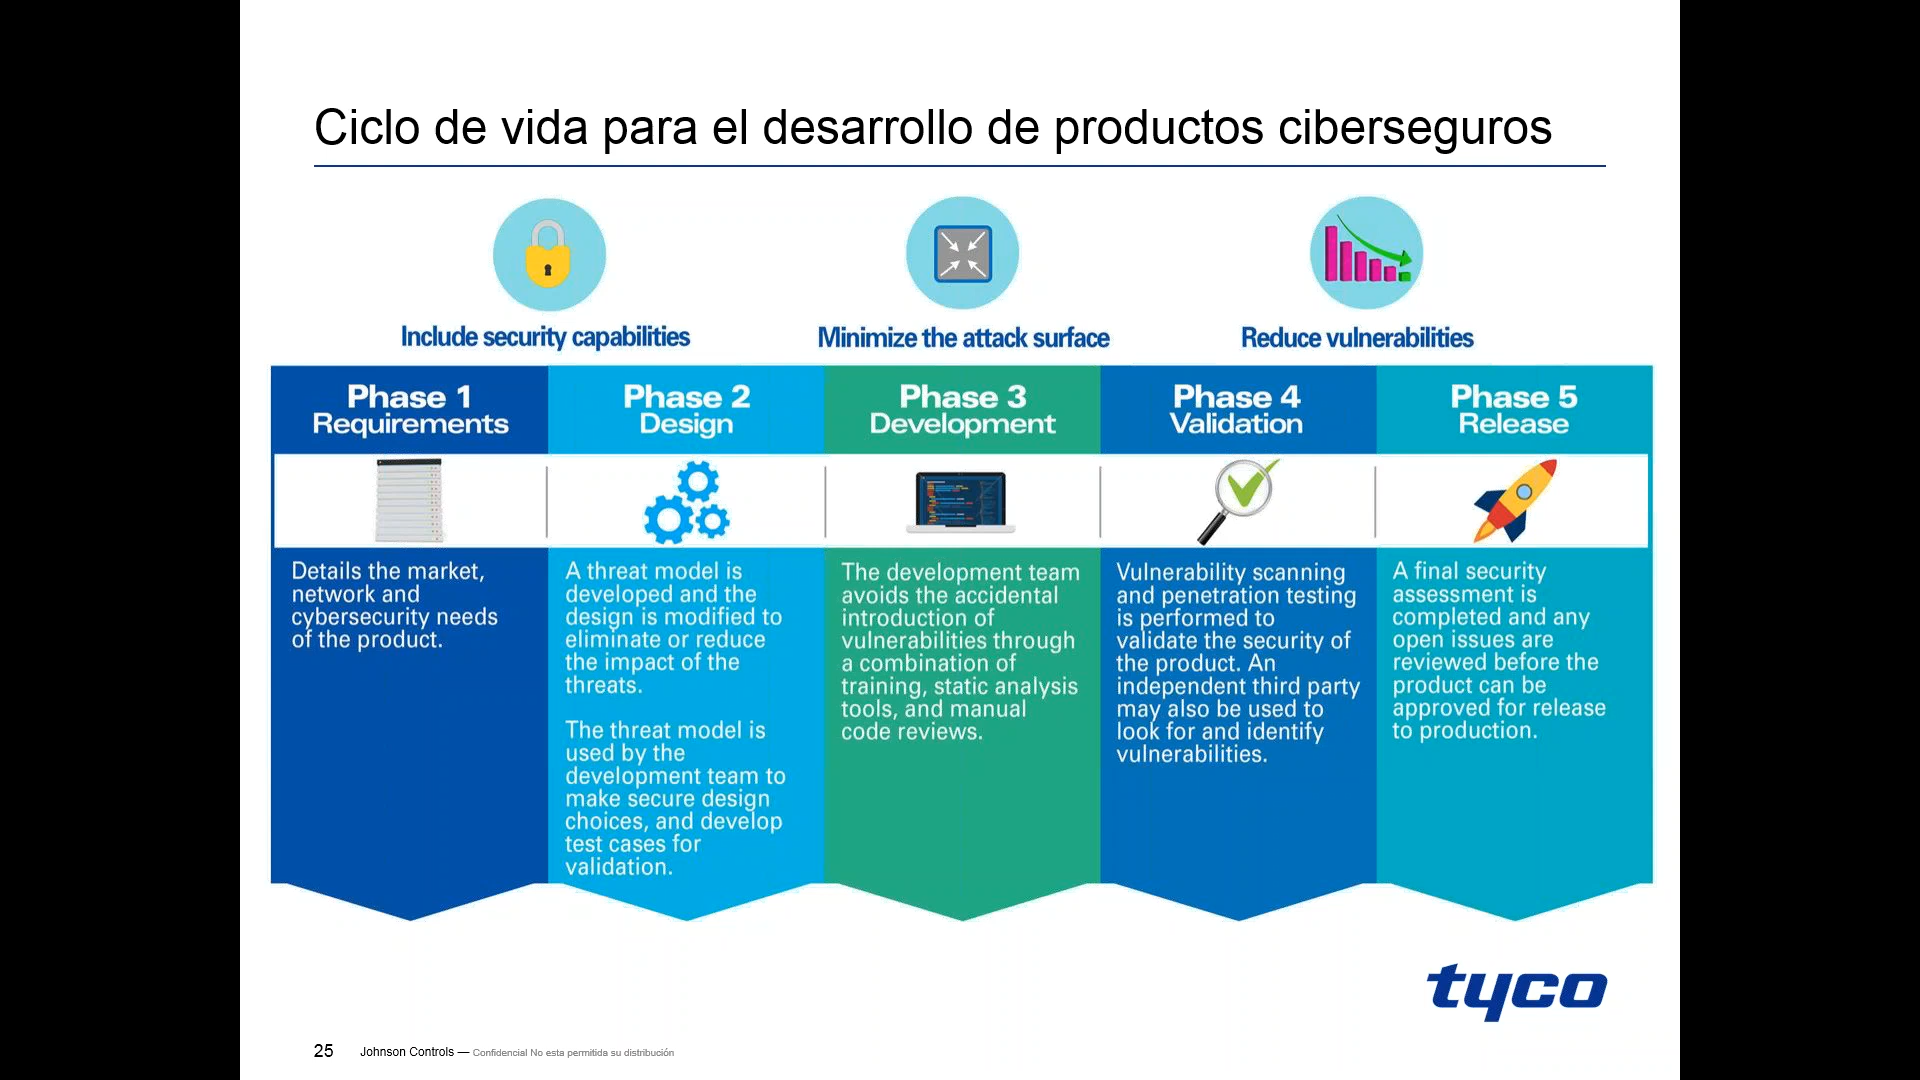 Ciclo de vida para el desarrollo de productos ciberseguros
Include security capabilities
Minimize the attack surface
Reduce vulnerabilities
Phase 1
Requirements
Details the market,
network and
cybersecurity needs
of the product.
Phase 2
Design
A threat model is
developed and the
design is modified to
eliminate or reduce
the impact of the
threats.
The threat model is
used by the
development team to
make secure design
choices, and develop
test cases for
validation.
Phase 3
Development
The development team
avoids the accidental
introduction of
vulnerabilities through
a combination of
training, static analysis
tools, and manual
code reviews.
Phase 4
Validation
Vulnerability scanning
and penetration testing
is performed to
validate the security of
the product. An
independent third party
may also be used to
look for and identify
vulnerabilities.
Phase 5
Release
A final security
assessment is
completed and any
open issues are
reviewed before the
product can be
approved for release
to production.
tyco
25 Johnson Controls — Confidencial No esta permitida su distribución